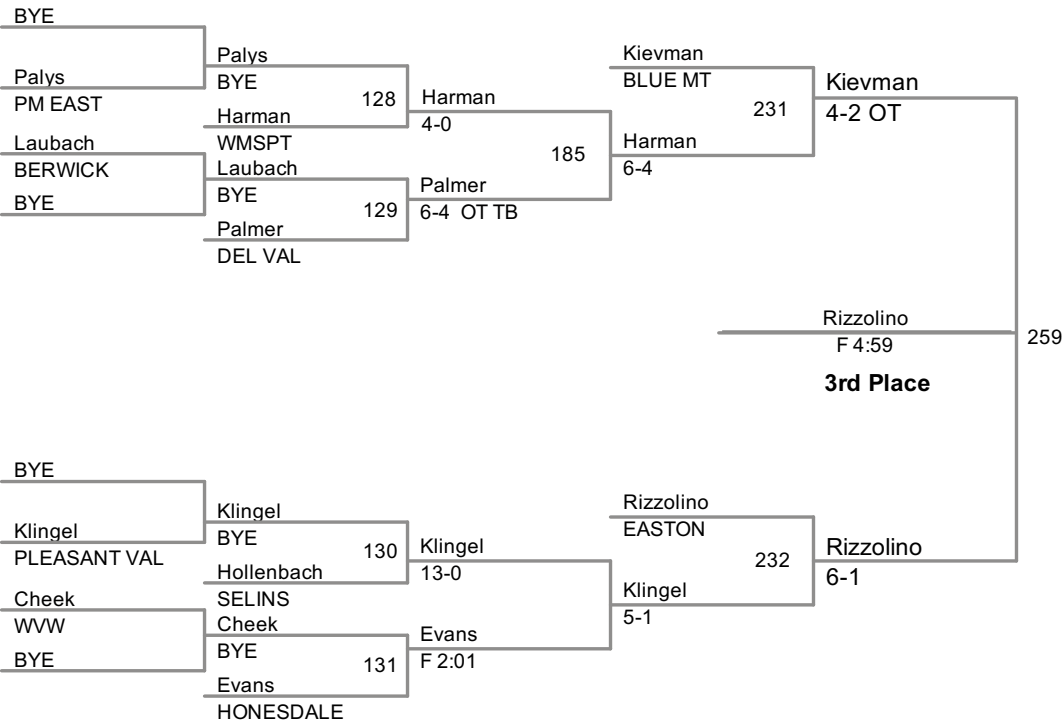 BYE
Palys
PM EAST
Laubach
BERWICK
BYE
Palys
BYE
128
Harman
WMSPT
Laubach
BYE
129
Palmer
DEL VAL
Harman
4-0
185
Palmer
6-4 OT TB
Kievman
BLUE MT
231
Harman
6-4
Kievman
4-2 OT
Rizzolino
F 4:59
259
3rd Place
BYE
Klingel
PLEASANT VAL
Cheek
WVW
BYE
Klingel
BYE
130
Hollenbach
SELINS
Cheek
BYE
131
Evans
HONESDALE
Klingel
13-0
Evans
F 2:01
Rizzolino
EASTON
232
Klingel
5-1
Rizzolino
6-1